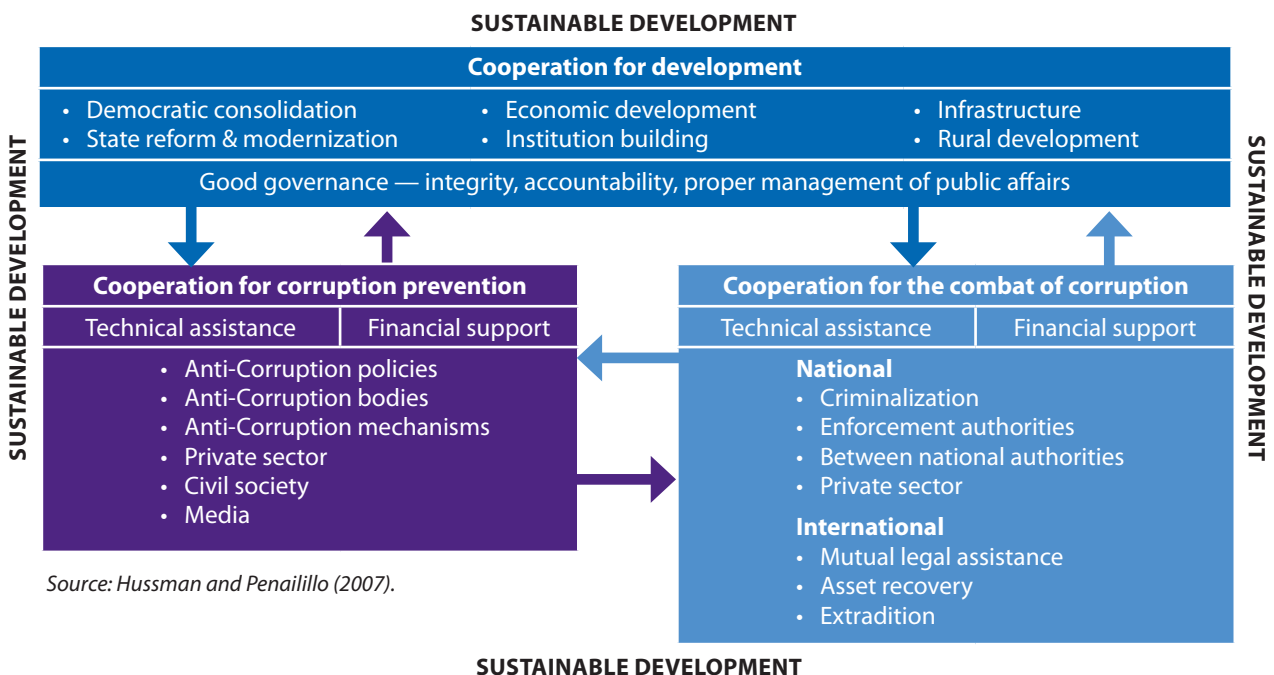 SUSTAINABLE DEVELOPMENT
Cooperation for development
• Democratic consolidation
• State reform & modernization
• Economic development
• Institution building
• Infrastructure
• Rural development
Good governance — integrity, accountability, proper management of public affairs
SUSTAINABLE DEVELOPMENT
SUSTAINABLE DEVELOPMENT
Cooperation for corruption prevention
Technical assistance
Financial support
• Anti-Corruption policies
• Anti-Corruption bodies
• Anti-Corruption mechanisms
• Private sector
• Civil society
• Media
Cooperation for the combat of corruption
Technical assistance
Financial support
National
• Criminalization
• Enforcement authorities
• Between national authorities
• Private sector
International
• Mutual legal assistance
• Asset recovery
• Extradition
Source: Hussman and Penailillo (2007).
SUSTAINABLE DEVELOPMENT